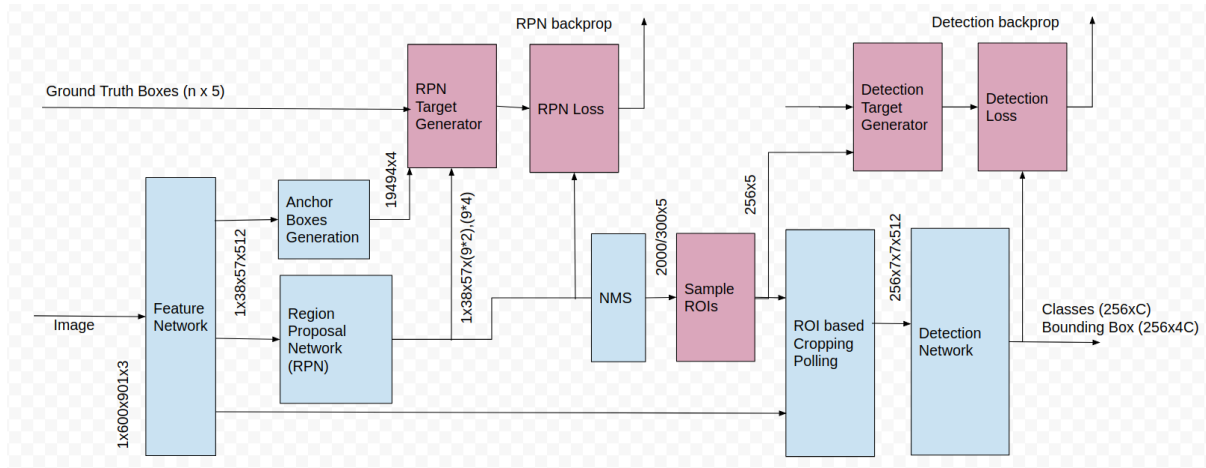 RPN backprop
Detection backprop
Ground Truth Boxes (n x 5)
RPN
Target
Generator
RPN Loss
Detection
Target
Generator
Detection
Loss
19494x4
1x38x57x(9*2),(9*4)
256x5
Anchor
Boxes
Generation
1x38x57x512
2000/300x5
256x7x7x512
Feature
Network
Image
1x600x901x3
Region
Proposal
Network
(RPN)
NMS
Sample
ROIs
ROI based
Cropping
Polling
Detection
Network
Classes (256xC)
Bounding Box (256x4C)